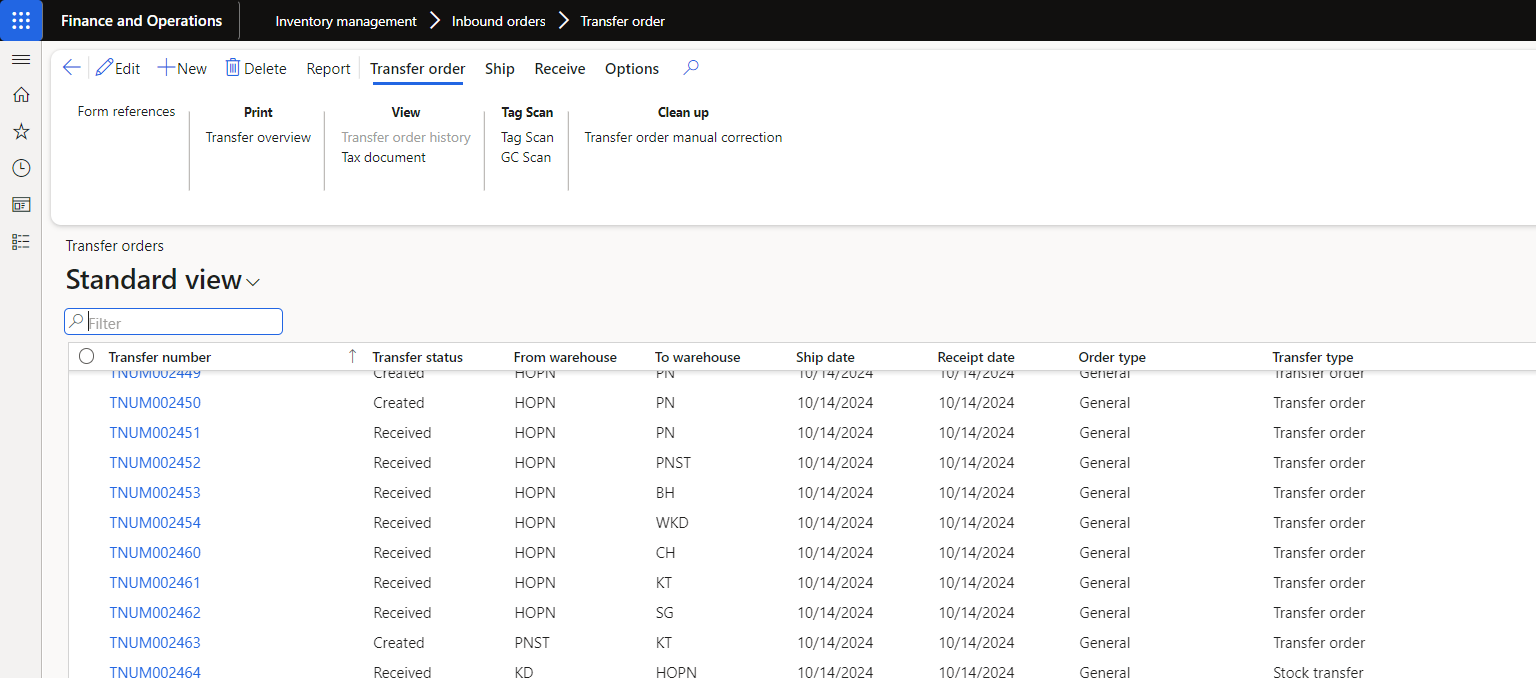 Finance and Operations Inventory management Inbound orders Transfer order
Edit New Delete Report Transfer order Ship Receive Options
Form references Print View Tag Scan Clean up
Transfer overview Transfer order history Tag Scan Transfer order manual correction
Tax document GC Scan
Transfer orders
Standard view
Filter
Transfer number Transfer status From warehouse To warehouse Ship date Receipt date Order type Transfer type
TNUM002449 Created HOPN PN 10/14/2024 10/14/2024 General Transfer order
TNUM002450 Created HOPN PN 10/14/2024 10/14/2024 General Transfer order
TNUM002451 Received HOPN PN 10/14/2024 10/14/2024 General Transfer order
TNUM002452 Received HOPN PNST 10/14/2024 10/14/2024 General Transfer order
TNUM002453 Received HOPN BH 10/14/2024 10/14/2024 General Transfer order
TNUM002454 Received HOPN WKD 10/14/2024 10/14/2024 General Transfer order
TNUM002460 Received HOPN CH 10/14/2024 10/14/2024 General Transfer order
TNUM002461 Received HOPN KT 10/14/2024 10/14/2024 General Transfer order
TNUM002462 Received HOPN SG 10/14/2024 10/14/2024 General Transfer order
TNUM002463 Created PNST KT 10/14/2024 10/14/2024 General Transfer order
TNUM002464 Received KD HOPN 10/14/2024 10/14/2024 General Stock transfer